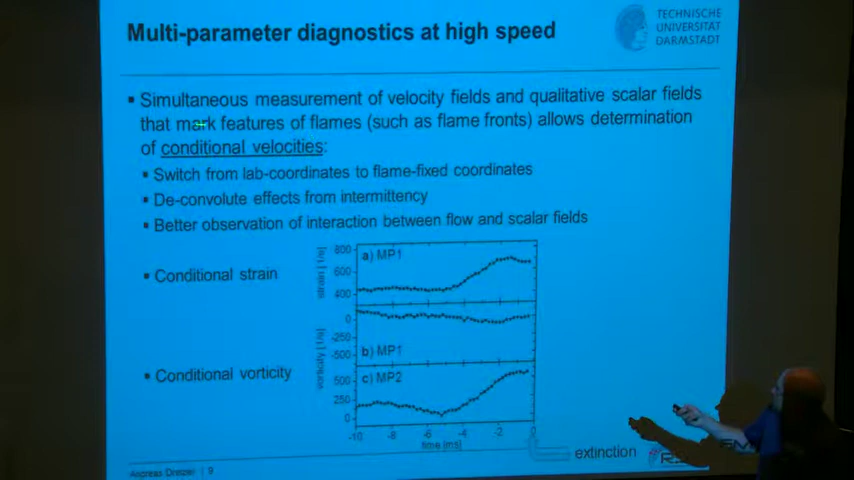 Multi-parameter diagnostics at high speed
TECHNISCHE
UNIVERSITÄT
DARMSTADT
▪ Simultaneous measurement of velocity fields and qualitative scalar fields
that mark features of flames (such as flame fronts) allows determination
of conditional velocities:
▪ Switch from lab-coordinates to flame-fixed coordinates
▪ De-convolute effects from intermittency
▪ Better observation of interaction between flow and scalar fields
▪ Conditional strain
strain [1/s]
800
600
400
a) MP1
0
-250
-500
b) MP1
▪ Conditional vorticity
vorticity [1/s]
500
250
0
c) MP2
-10 -8 -6 -4 -2 0
time [ms]
extinction
Andreas Dreizler | 9